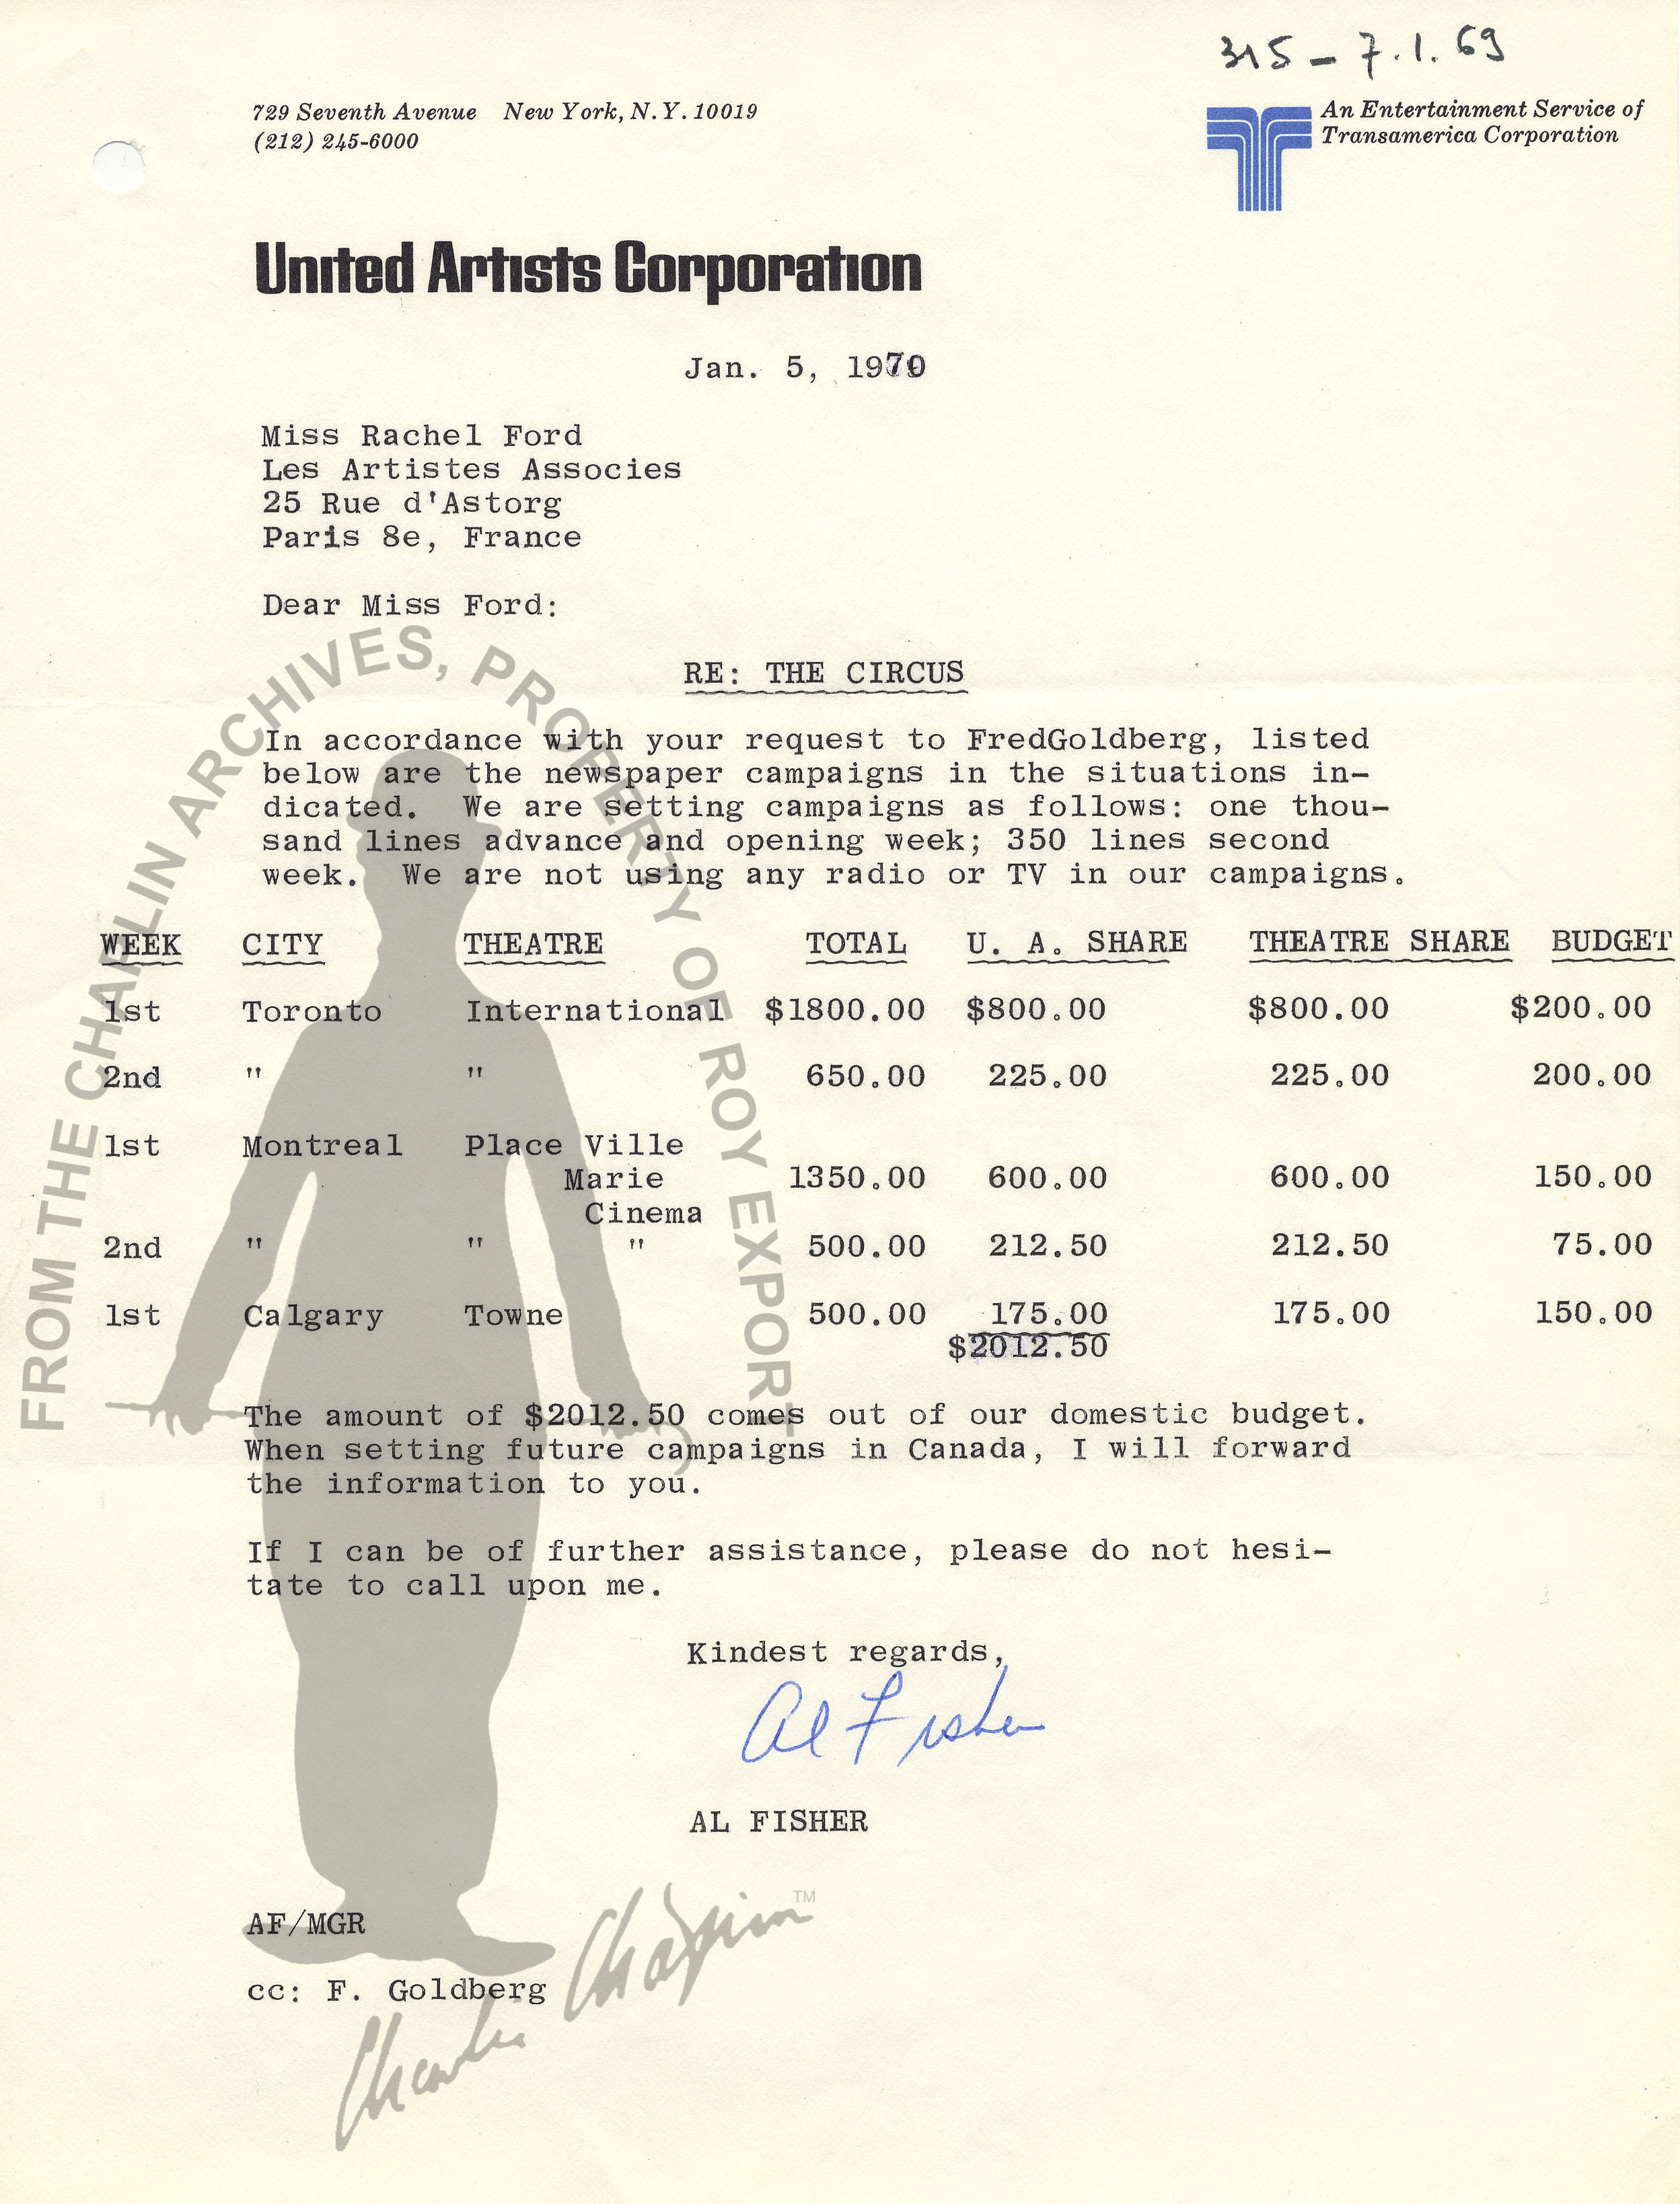 315 - 7.1.69
729 Seventh Avenue New York, N.Y. 10019
(212) 245-6000
An Entertainment Service of
Transamerica Corporation
United Artists Corporation
Jan. 5, 1970
Miss Rachel Ford
Les Artistes Associes
25 Rue d'Astorg
Paris 8e, France
Dear Miss Ford:
RE: THE CIRCUS
In accordance with your request to FredGoldberg, listed
below are the newspaper campaigns in the situations in-
dicated. We are setting campaigns as follows: one thou-
sand lines advance and opening week; 350 lines second
week. We are not using any radio or TV in our campaigns.
WEEK CITY THEATRE TOTAL U. A. SHARE THEATRE SHARE BUDGET
1st Toronto International $1800.00 $800.00 $800.00 $200.00
2nd " " 650.00 225.00 225.00 200.00
1st Montreal Place Ville
Marie 1350.00 600.00 600.00 150.00
Cinema
2nd " " " 500.00 212.50 212.50 75.00
1st Calgary Towne 500.00 175.00 175.00 150.00
$2012.50
The amount of $2012.50 comes out of our domestic budget.
When setting future campaigns in Canada, I will forward
the information to you.
If I can be of further assistance, please do not hesi-
tate to call upon me.
Kindest regards,
Al Fisher
AL FISHER
AF/MGR
cc: F. Goldberg
FROM THE CHAPLIN ARCHIVES, PROPERTY OF ROY EXPORT
Charlie Chaplin TM